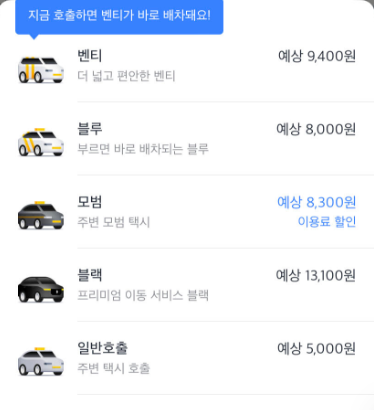 지금 호출하면 벤티가 바로 배차돼요!
벤티 예상 9,400원
더 넓고 편안한 벤티
블루 예상 8,000원
부르면 바로 배차되는 블루
모범 예상 8,300원
주변 모범 택시 이용료 할인
블랙 예상 13,100원
프리미엄 이동 서비스 블랙
일반호출 예상 5,000원
주변 택시 호출